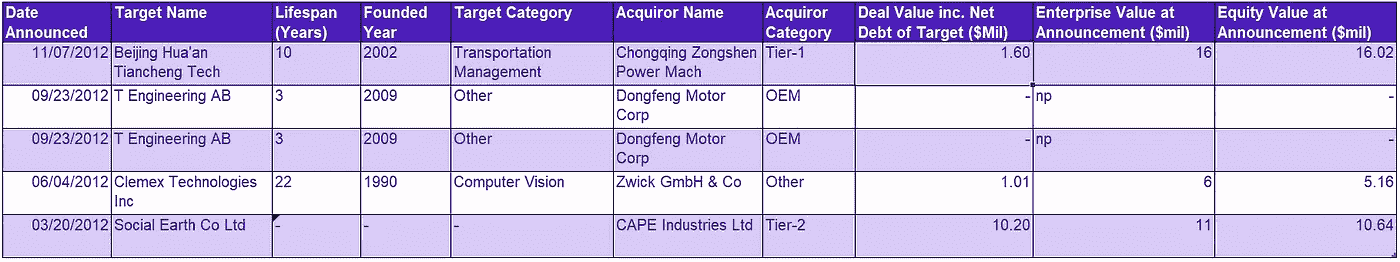 Date Announced Target Name Lifespan (Years) Founded Year Target Category Acquiror Name Acquiror Category Deal Value inc. Net Debt of Target ($Mil) Enterprise Value at Announcement ($mil) Equity Value at Announcement ($mil)
11/07/2012 Beijing Hua'an Tiancheng Tech 10 2002 Transportation Management Chongqing Zongshen Power Mach Tier-1 1.60 16 16.02
09/23/2012 T Engineering AB 3 2009 Other Dongfeng Motor Corp OEM - np -
09/23/2012 T Engineering AB 3 2009 Other Dongfeng Motor Corp OEM - np -
06/04/2012 Clemex Technologies Inc 22 1990 Computer Vision Zwick GmbH & Co Other 1.01 6 5.16
03/20/2012 Social Earth Co Ltd - - - CAPE Industries Ltd Tier-2 10.20 11 10.64